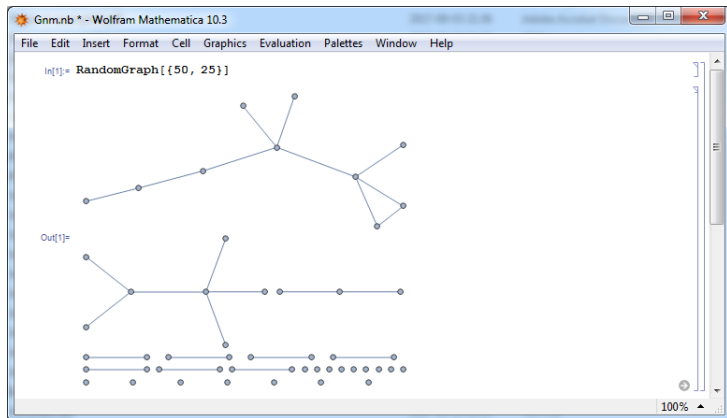 Gnm.nb * - Wolfram Mathematica 10.3
File Edit Insert Format Cell Graphics Evaluation Palettes Window Help
In[1]:= RandomGraph[{50, 25}]
Out[1]=
100%